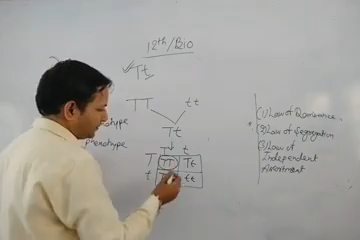 12th/BIO
✓Tt
TT tt
Tt
phenotype
T t
T TT Tt
t tt
(1) Law of Dominance
(2) Law of Segregation
(3) Law of
Independent
Assortment